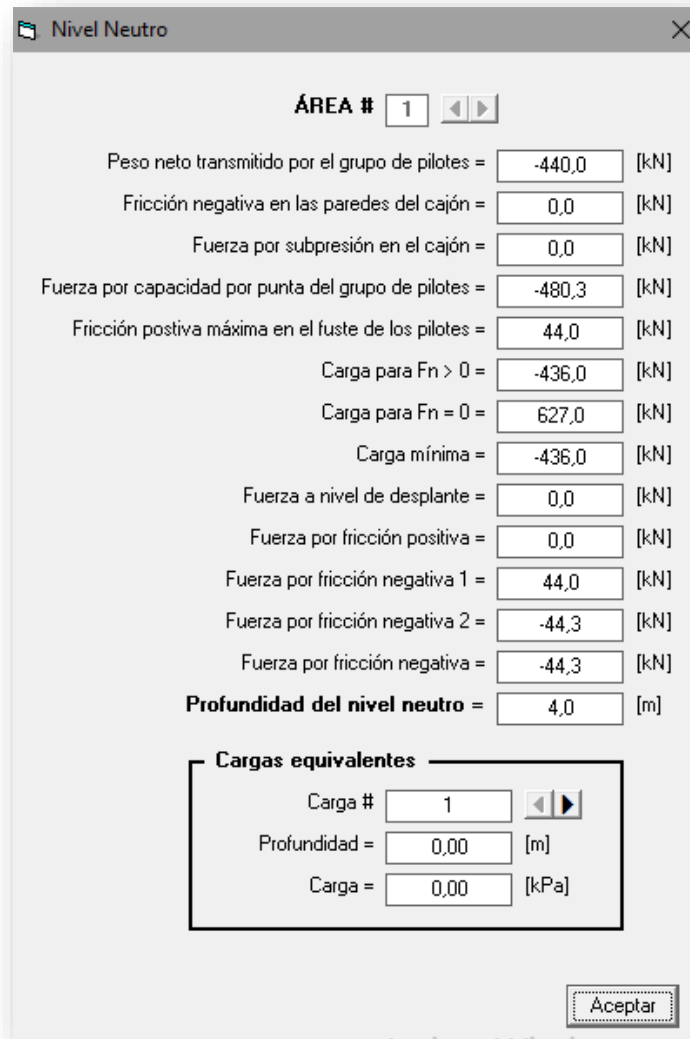 Nivel Neutro
ÁREA # 1
Peso neto transmitido por el grupo de pilotes = -440,0 [kN]
Fricción negativa en las paredes del cajón = 0,0 [kN]
Fuerza por subpresión en el cajón = 0,0 [kN]
Fuerza por capacidad por punta del grupo de pilotes = -480,3 [kN]
Fricción postiva máxima en el fuste de los pilotes = 44,0 [kN]
Carga para Fn > 0 = -436,0 [kN]
Carga para Fn = 0 = 627,0 [kN]
Carga mínima = -436,0 [kN]
Fuerza a nivel de desplante = 0,0 [kN]
Fuerza por fricción positiva = 0,0 [kN]
Fuerza por fricción negativa 1 = 44,0 [kN]
Fuerza por fricción negativa 2 = -44,3 [kN]
Fuerza por fricción negativa = -44,3 [kN]
Profundidad del nivel neutro = 4,0 [m]
Cargas equivalentes
Carga # 1
Profundidad = 0,00 [m]
Carga = 0,00 [kPa]
Aceptar